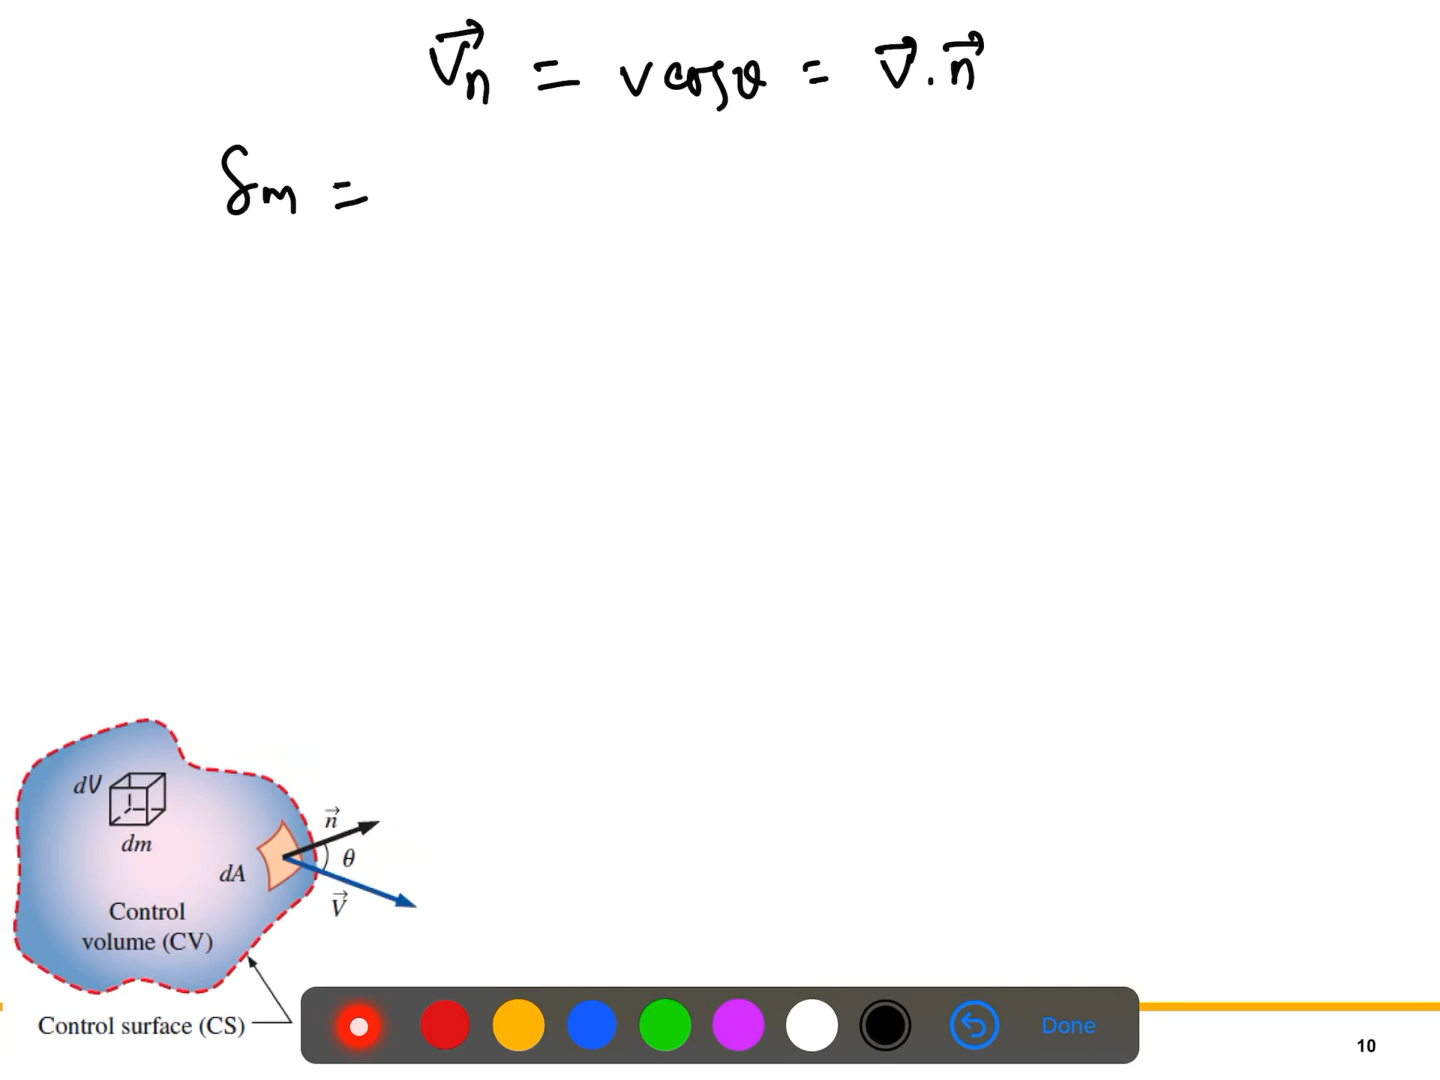 V⃗n = v cosθ = V⃗ . n⃗
δm =
dV
dm
n⃗
θ
dA
V⃗
Control
volume (CV)
Control surface (CS)
Done
10